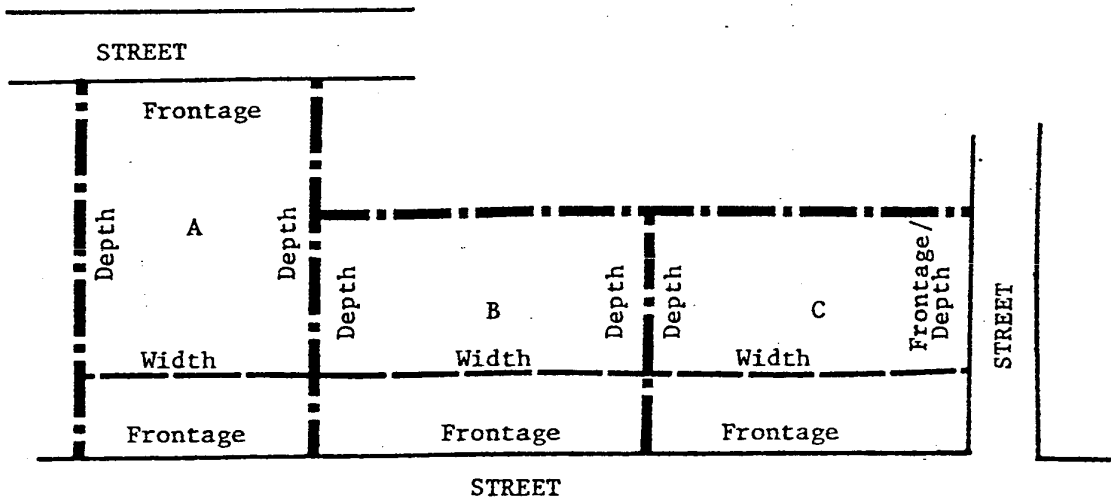 STREET
Frontage
Depth
A
Depth
Depth
B
Depth
Depth
C
Frontage/
Depth
STREET
Width
Width
Width
Frontage
Frontage
Frontage
STREET